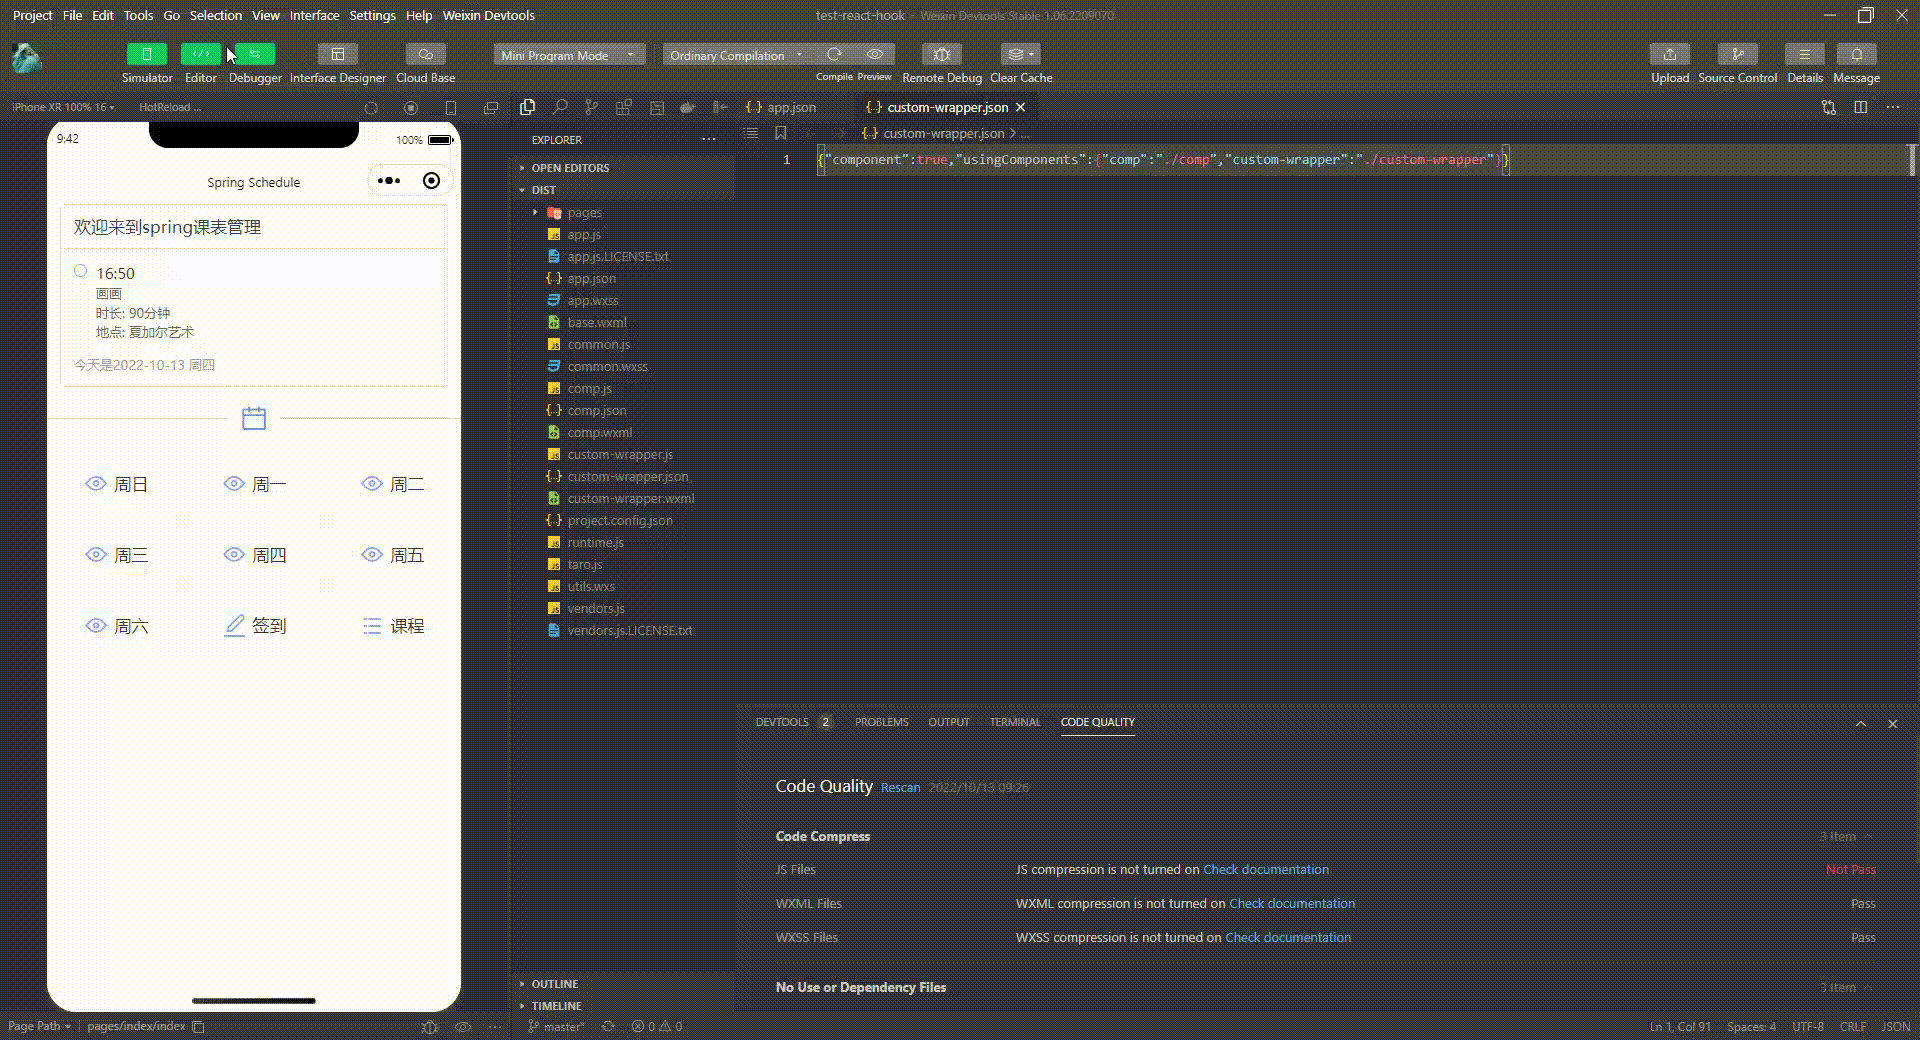 Project File Edit Tools Go Selection View Interface Settings Help Weixin Devtools
test-react-hook - Weixin Devtools Stable 1.06.2209070
Simulator Editor Debugger Interface Designer Cloud Base
Mini Program Mode
Ordinary Compilation
Compile Preview Remote Debug Clear Cache
Upload Source Control Details Message
iPhone XR 100% 16
HotReload ...
9:42
100%
Spring Schedule
欢迎来到spring课表管理
16:50
画画
时长: 90分钟
地点: 夏加尔艺术
今天是2022-10-13 周四
周日 周一 周二
周三 周四 周五
周六 签到 课程
Page Path pages/index/index
EXPLORER
OPEN EDITORS
DIST
pages
app.js
app.js.LICENSE.txt
app.json
app.wxss
base.wxml
common.js
common.wxss
comp.js
comp.json
comp.wxml
custom-wrapper.js
custom-wrapper.json
custom-wrapper.wxml
project.config.json
runtime.js
taro.js
utils.wxs
vendors.js
vendors.js.LICENSE.txt
OUTLINE
TIMELINE
master*
0 0
{..} app.json {..} custom-wrapper.json
{..} custom-wrapper.json > ...
1 {"component":true,"usingComponents":{"comp":"./comp","custom-wrapper":"./custom-wrapper"}}
DEVTOOLS 2 PROBLEMS OUTPUT TERMINAL CODE QUALITY
Code Quality Rescan 2022/10/13 09:26
Code Compress 3 Item
JS Files JS compression is not turned on Check documentation Not Pass
WXML Files WXML compression is not turned on Check documentation Pass
WXSS Files WXSS compression is not turned on Check documentation Pass
No Use or Dependency Files 3 Item
Ln 1, Col 91 Spaces: 4 UTF-8 CRLF JSON